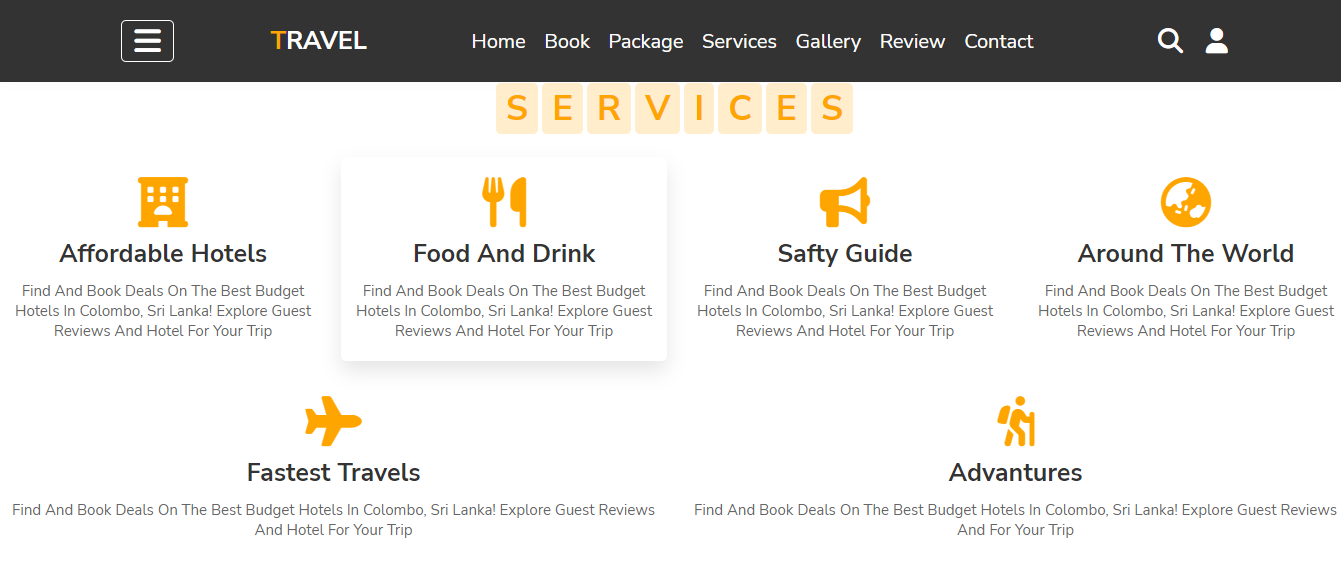 TRAVEL
Home Book Package Services Gallery Review Contact
SERVICES
Affordable Hotels
Find And Book Deals On The Best Budget
Hotels In Colombo, Sri Lanka! Explore Guest
Reviews And Hotel For Your Trip
Food And Drink
Find And Book Deals On The Best Budget
Hotels In Colombo, Sri Lanka! Explore Guest
Reviews And Hotel For Your Trip
Safty Guide
Find And Book Deals On The Best Budget
Hotels In Colombo, Sri Lanka! Explore Guest
Reviews And Hotel For Your Trip
Around The World
Find And Book Deals On The Best Budget
Hotels In Colombo, Sri Lanka! Explore Guest
Reviews And Hotel For Your Trip
Fastest Travels
Find And Book Deals On The Best Budget Hotels In Colombo, Sri Lanka! Explore Guest Reviews
And Hotel For Your Trip
Advantures
Find And Book Deals On The Best Budget Hotels In Colombo, Sri Lanka! Explore Guest Reviews
And For Your Trip